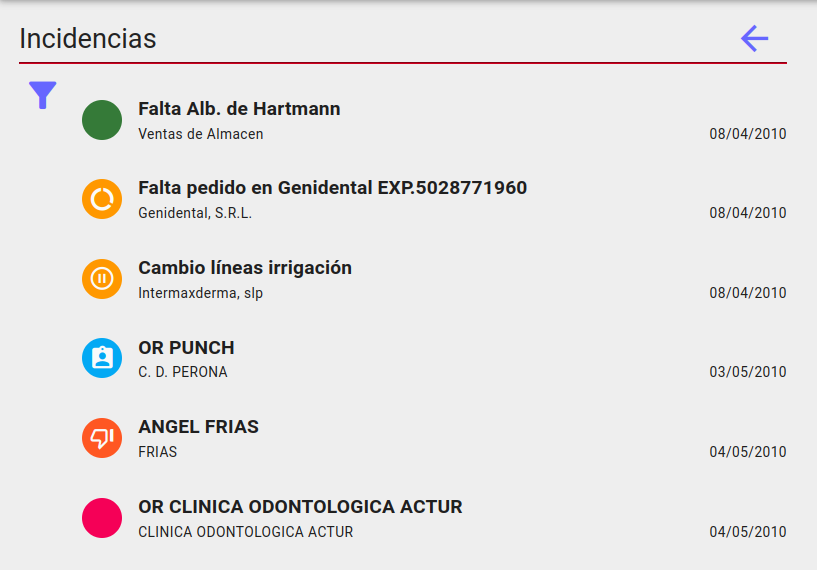 Incidencias
Falta Alb. de Hartmann
Ventas de Almacen 08/04/2010
Falta pedido en Genidental EXP.5028771960
Genidental, S.R.L. 08/04/2010
Cambio líneas irrigación
Intermaxderma, slp 08/04/2010
OR PUNCH
C. D. PERONA 03/05/2010
ANGEL FRIAS
FRIAS 04/05/2010
OR CLINICA ODONTOLOGICA ACTUR
CLINICA ODONTOLOGICA ACTUR 04/05/2010